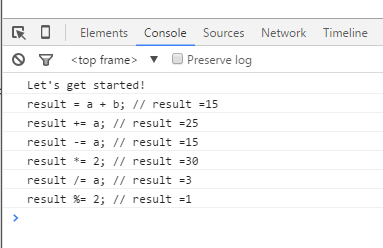 Elements Console Sources Network Timeline
<top frame> ▼ Preserve log
Let's get started!
result = a + b; // result =15
result += a; // result =25
result -= a; // result =15
result *= 2; // result =30
result /= a; // result =3
result %= 2; // result =1
>